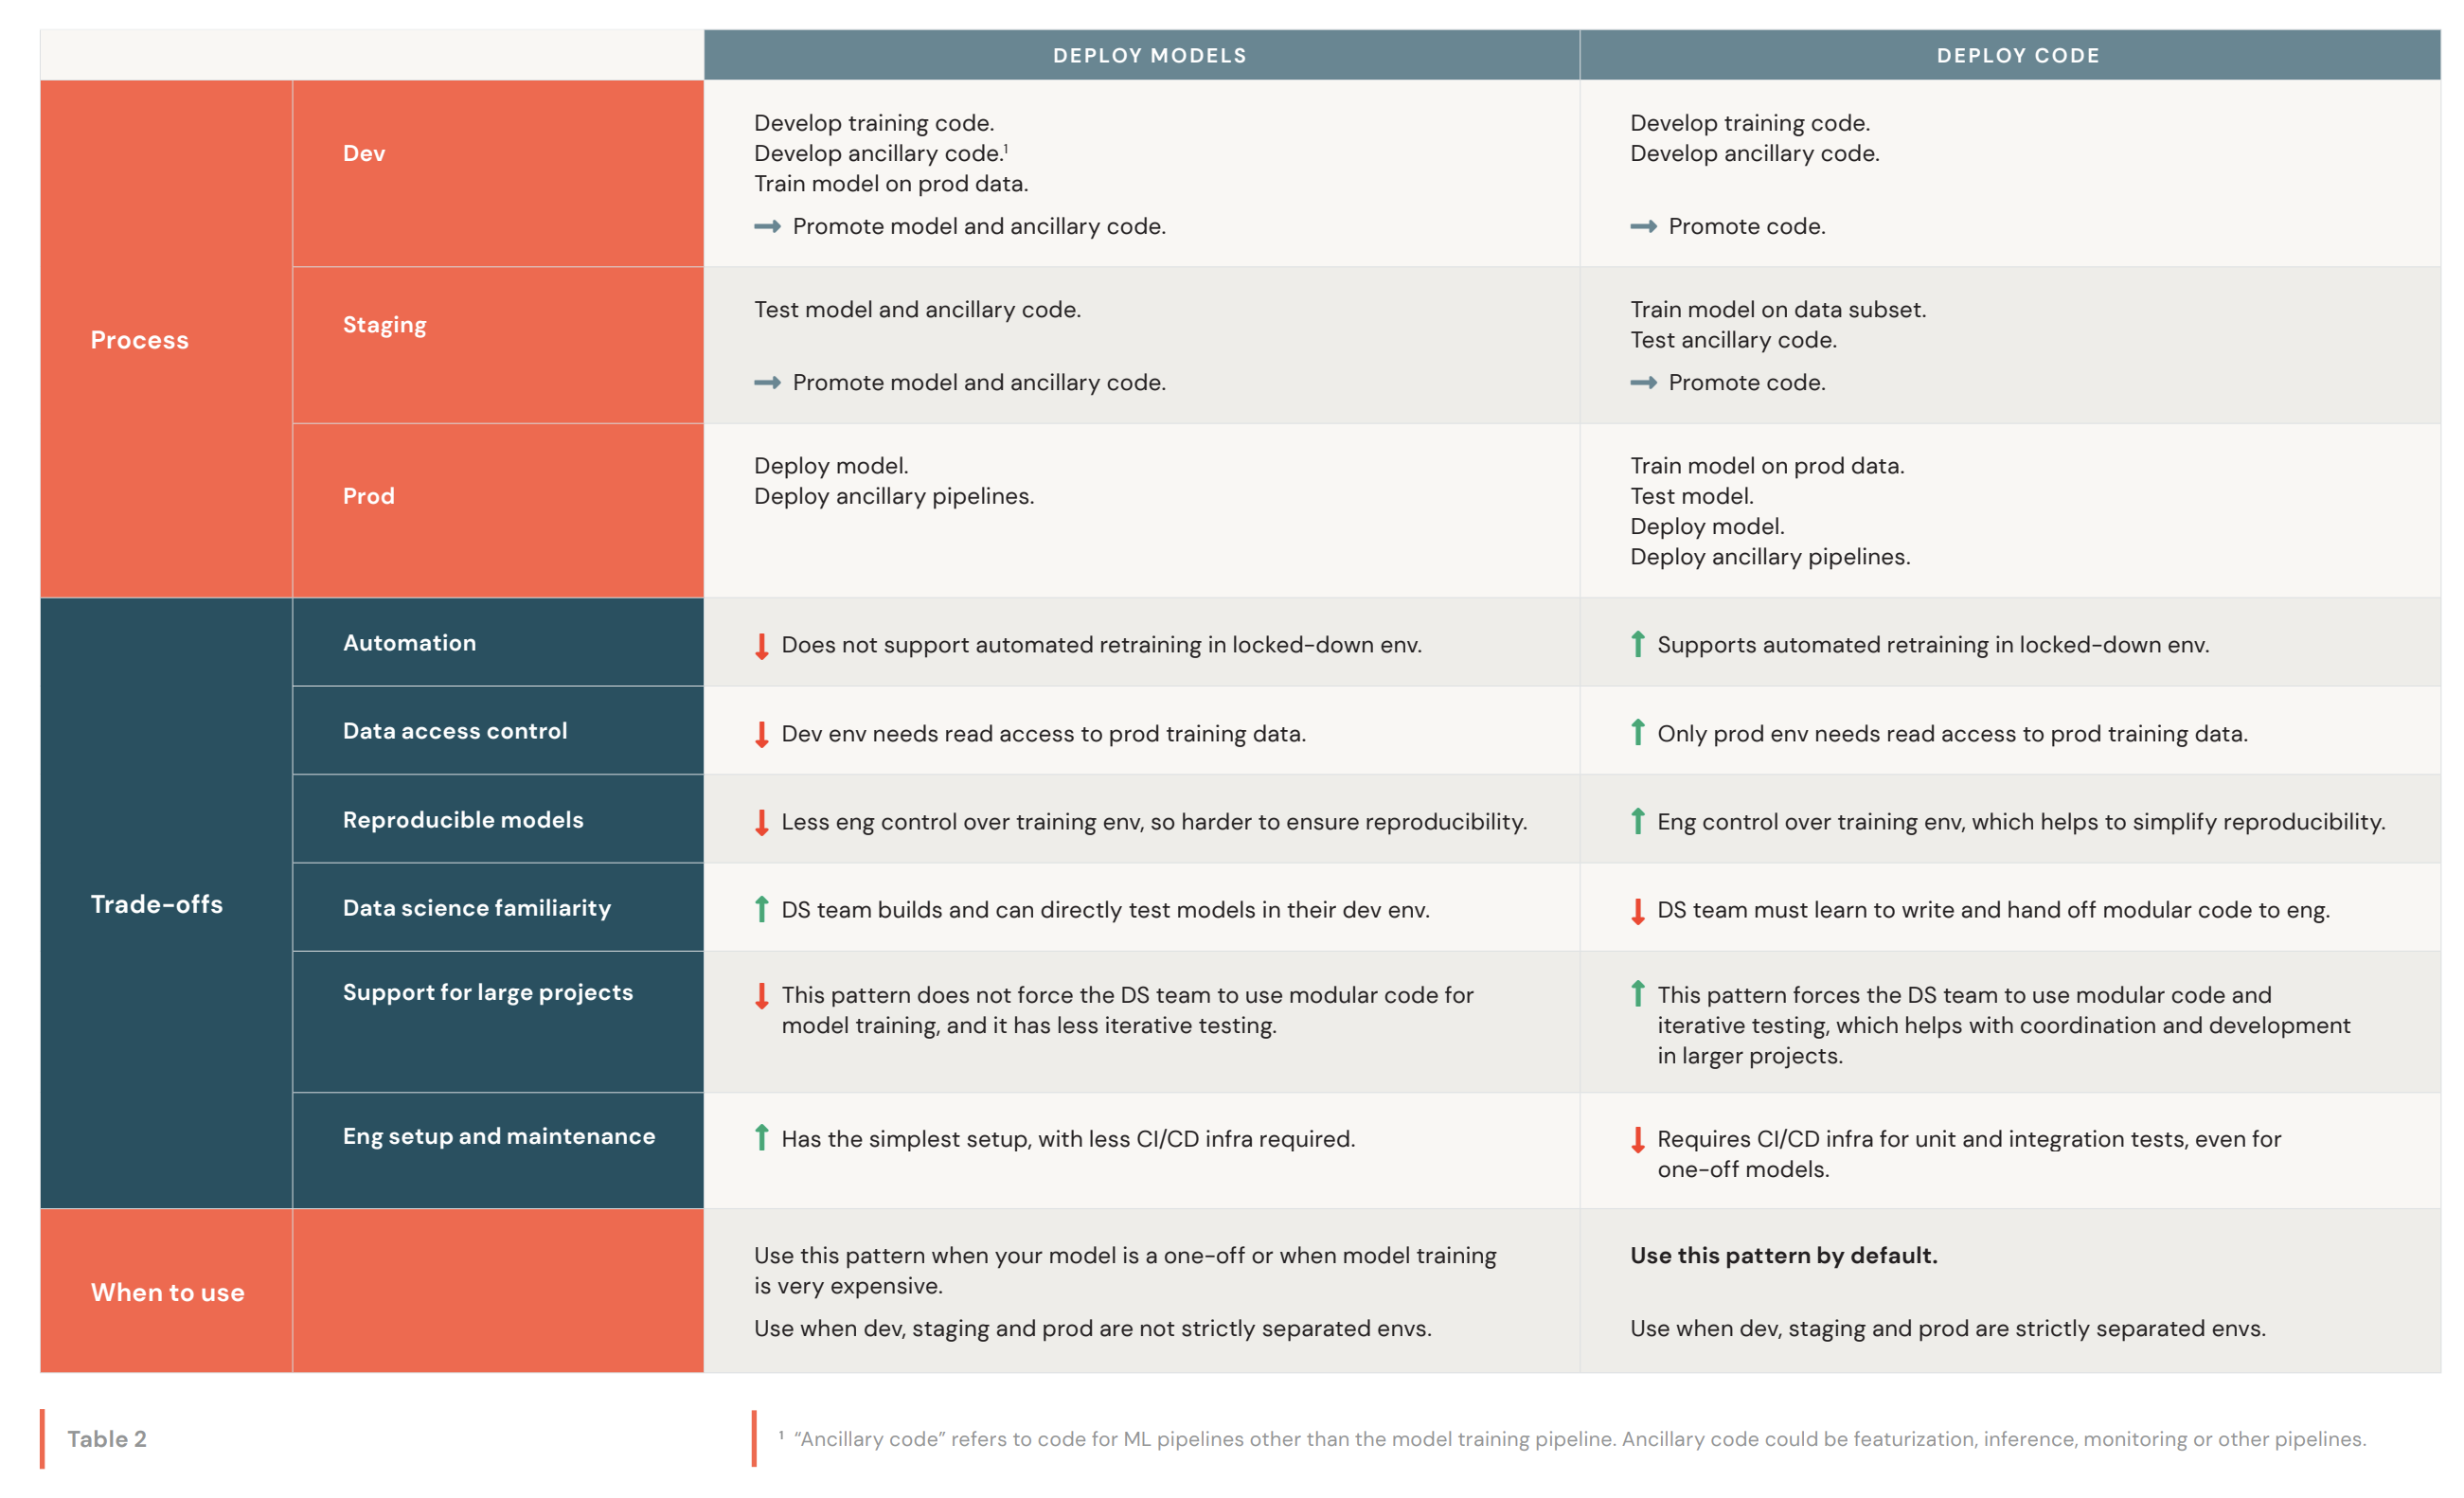 DEPLOY MODELS
DEPLOY CODE
Process
Dev
Develop training code.
Develop ancillary code.¹
Train model on prod data.
→ Promote model and ancillary code.
Develop training code.
Develop ancillary code.
→ Promote code.
Staging
Test model and ancillary code.
→ Promote model and ancillary code.
Train model on data subset.
Test ancillary code.
→ Promote code.
Prod
Deploy model.
Deploy ancillary pipelines.
Train model on prod data.
Test model.
Deploy model.
Deploy ancillary pipelines.
Trade-offs
Automation
↓ Does not support automated retraining in locked-down env.
↑ Supports automated retraining in locked-down env.
Data access control
↓ Dev env needs read access to prod training data.
↑ Only prod env needs read access to prod training data.
Reproducible models
↓ Less eng control over training env, so harder to ensure reproducibility.
↑ Eng control over training env, which helps to simplify reproducibility.
Data science familiarity
↑ DS team builds and can directly test models in their dev env.
↓ DS team must learn to write and hand off modular code to eng.
Support for large projects
↓ This pattern does not force the DS team to use modular code for
model training, and it has less iterative testing.
↑ This pattern forces the DS team to use modular code and
iterative testing, which helps with coordination and development
in larger projects.
Eng setup and maintenance
↑ Has the simplest setup, with less CI/CD infra required.
↓ Requires CI/CD infra for unit and integration tests, even for
one-off models.
When to use
Use this pattern when your model is a one-off or when model training
is very expensive.
Use when dev, staging and prod are not strictly separated envs.
Use this pattern by default.
Use when dev, staging and prod are strictly separated envs.
Table 2
¹ “Ancillary code” refers to code for ML pipelines other than the model training pipeline. Ancillary code could be featurization, inference, monitoring or other pipelines.